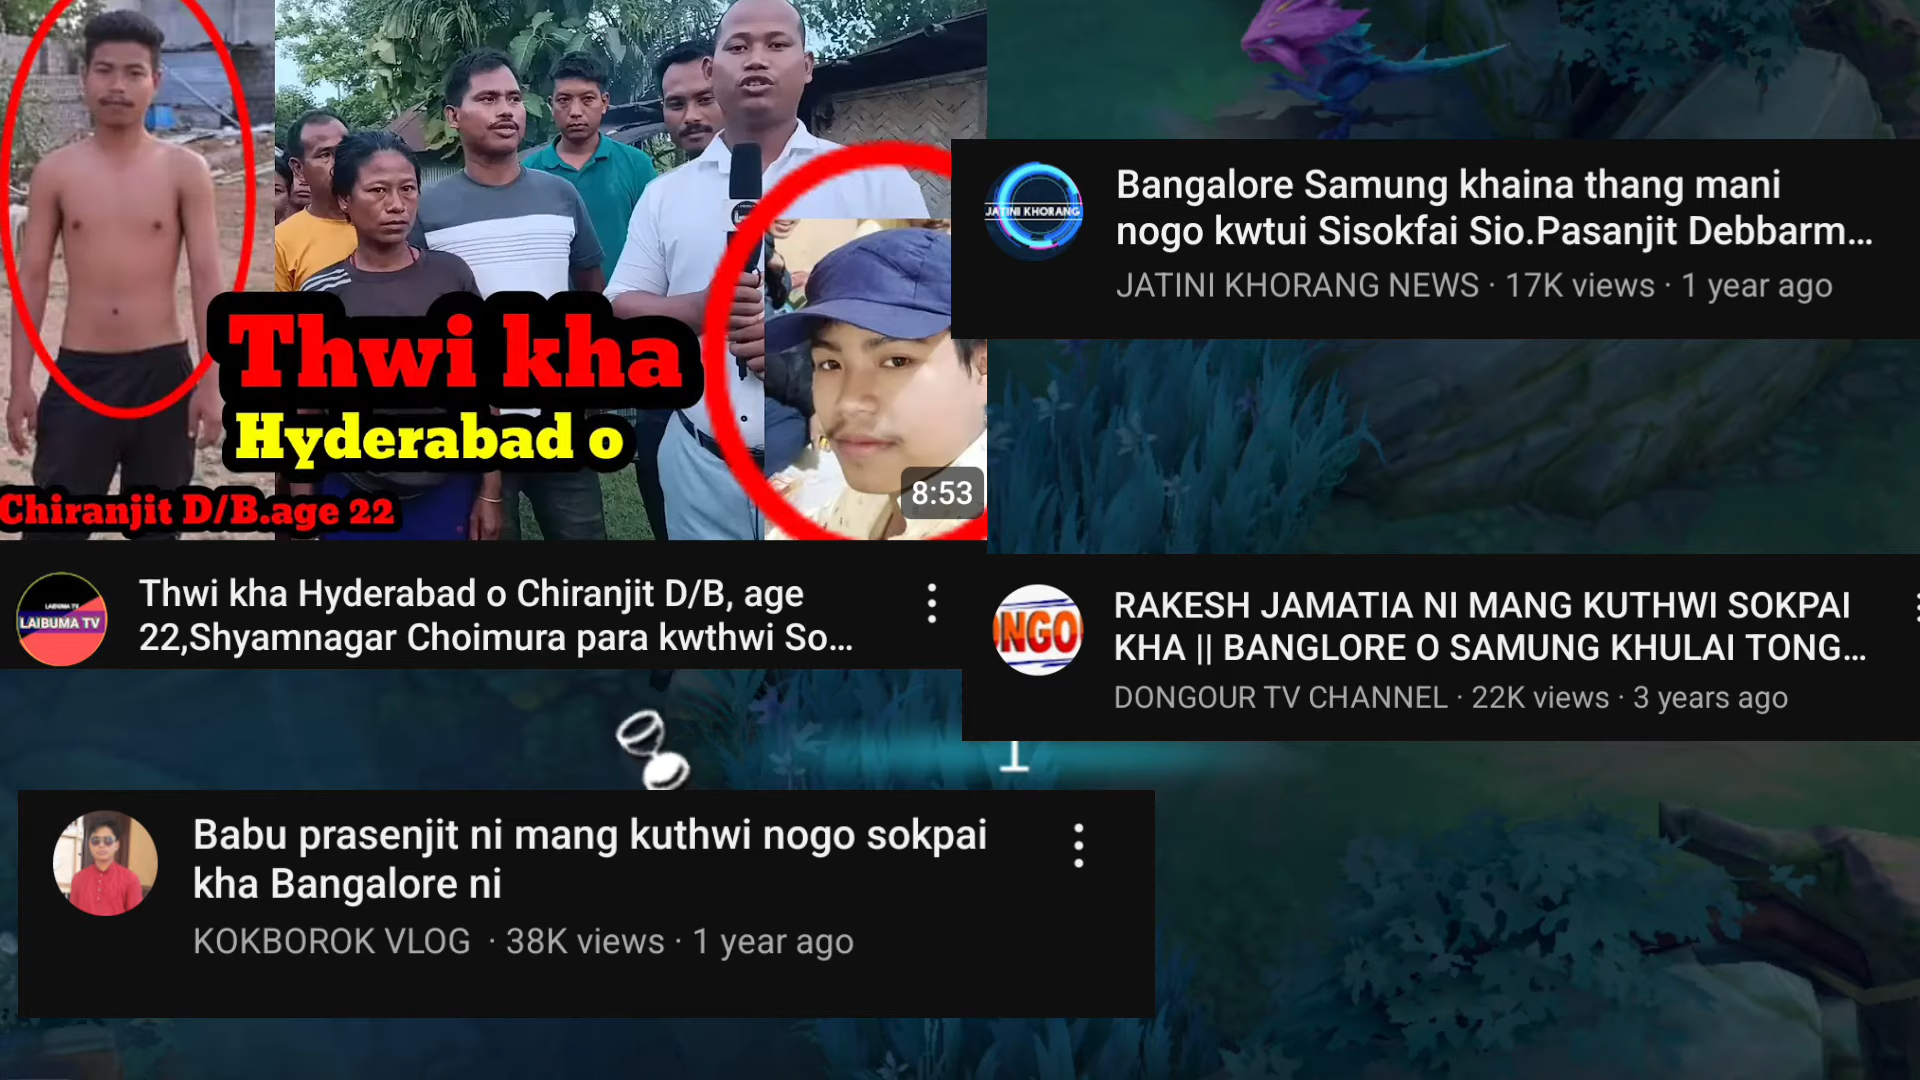 Thwi kha
Hyderabad o
Chiranjit D/B.age 22
8:53
LAIBUMA TV
LAIBUMA TV
Thwi kha Hyderabad o Chiranjit D/B, age
22,Shyamnagar Choimura para kwthwi So...
JATINI KHORANG
Bangalore Samung khaina thang mani
nogo kwtui Sisokfai Sio.Pasanjit Debbarm...
JATINI KHORANG NEWS · 17K views · 1 year ago
NGO
RAKESH JAMATIA NI MANG KUTHWI SOKPAI
KHA || BANGLORE O SAMUNG KHULAI TONG...
DONGOUR TV CHANNEL · 22K views · 3 years ago
1
Babu prasenjit ni mang kuthwi nogo sokpai
kha Bangalore ni
KOKBOROK VLOG · 38K views · 1 year ago